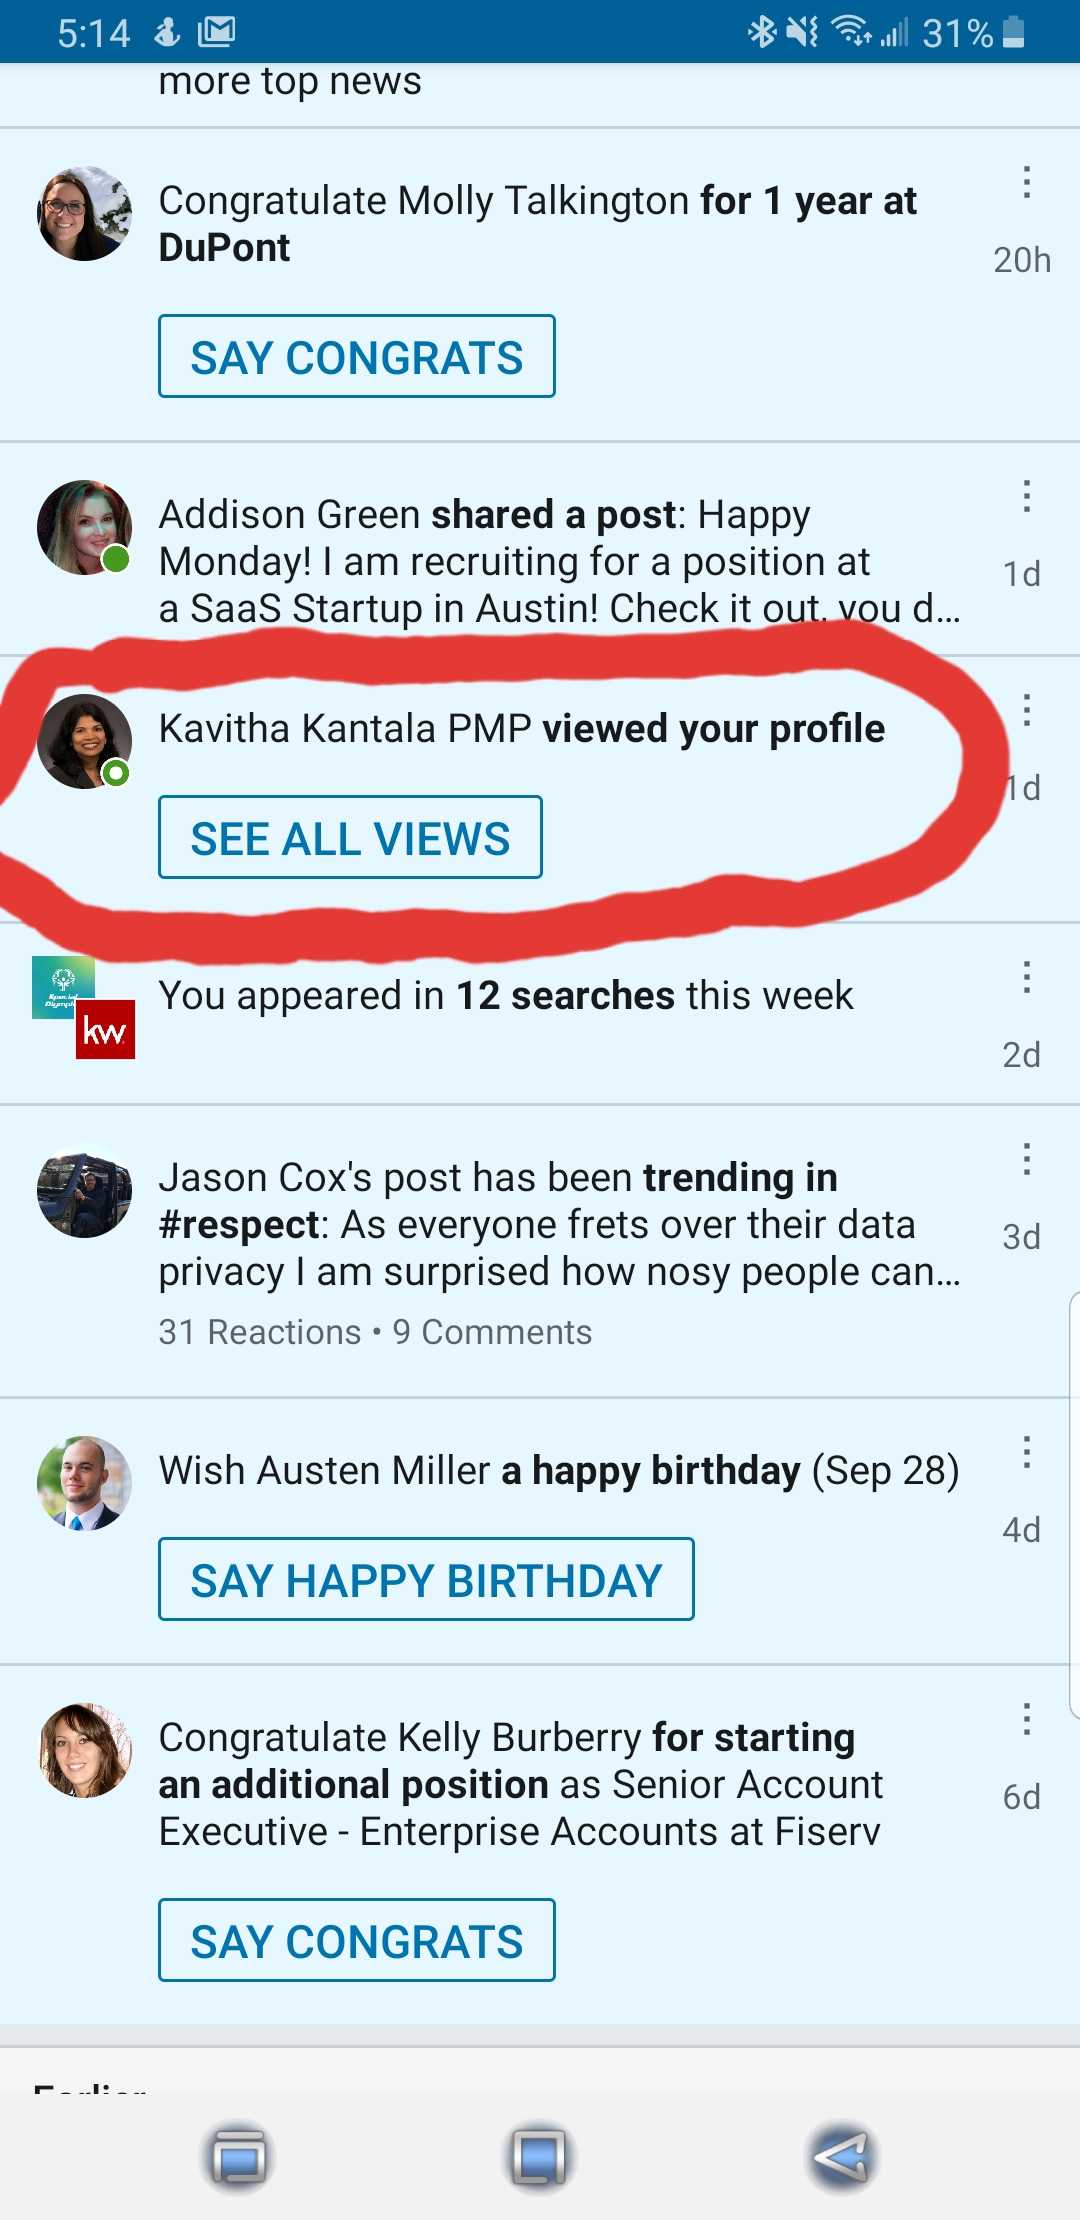 5:14
31%
more top news
Congratulate Molly Talkington for 1 year at
DuPont
20h
SAY CONGRATS
Addison Green shared a post: Happy
Monday! I am recruiting for a position at
a SaaS Startup in Austin! Check it out, you d...
1d
Kavitha Kantala PMP viewed your profile
1d
SEE ALL VIEWS
Special
kw
You appeared in 12 searches this week
2d
Jason Cox's post has been trending in
#respect: As everyone frets over their data
privacy I am surprised how nosy people can...
3d
31 Reactions • 9 Comments
Wish Austen Miller a happy birthday (Sep 28)
4d
SAY HAPPY BIRTHDAY
Congratulate Kelly Burberry for starting
an additional position as Senior Account
Executive - Enterprise Accounts at Fiserv
6d
SAY CONGRATS
Earlier